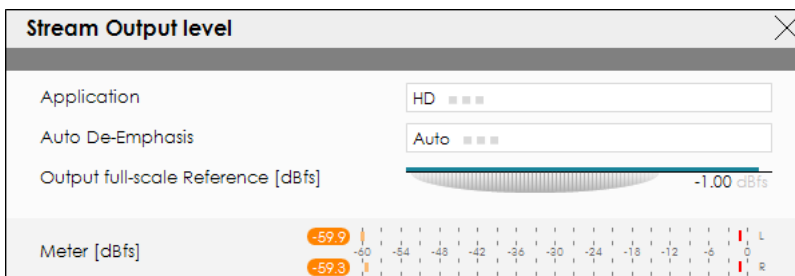 Stream Output level
Application
HD
Auto De-Emphasis
Auto
Output full-scale Reference [dBfs]
-1.00 dBfs
Meter [dBfs]
-59.9
L
-60 -54 -48 -42 -36 -30 -24 -18 -12 -6 0
-59.3
R